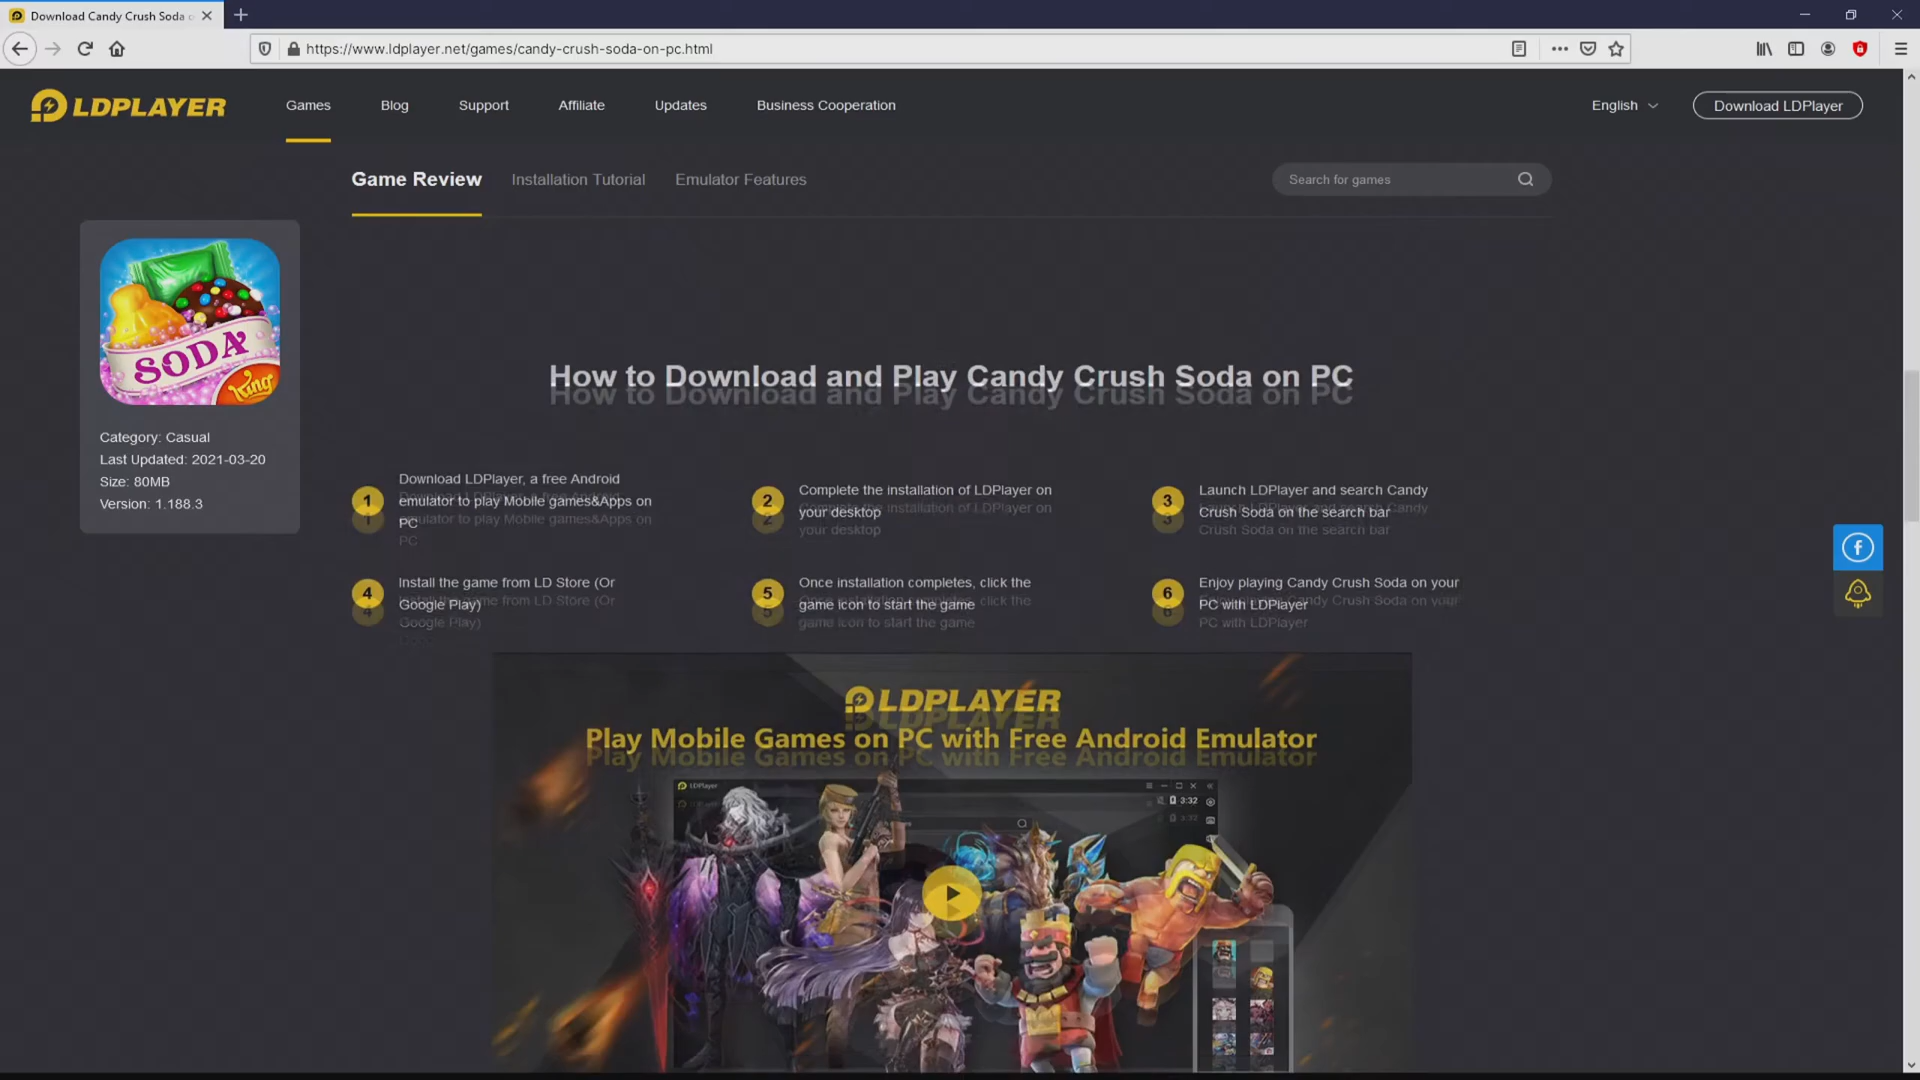 Download Candy Crush Soda o
https://www.ldplayer.net/games/candy-crush-soda-on-pc.html
LDPLAYER
Games
Blog
Support
Affiliate
Updates
Business Cooperation
English
Download LDPlayer
Game Review
Installation Tutorial
Emulator Features
Search for games
SODA
King
Category: Casual
Last Updated: 2021-03-20
Size: 80MB
Version: 1.188.3
How to Download and Play Candy Crush Soda on PC
1
Download LDPlayer, a free Android
emulator to play Mobile games&Apps on
PC
2
Complete the installation of LDPlayer on
your desktop
3
Launch LDPlayer and search Candy
Crush Soda on the search bar
4
Install the game from LD Store (Or
Google Play)
5
Once installation completes, click the
game icon to start the game
6
Enjoy playing Candy Crush Soda on your
PC with LDPlayer
LDPLAYER
Play Mobile Games on PC with Free Android Emulator
LDPlayer
3:32